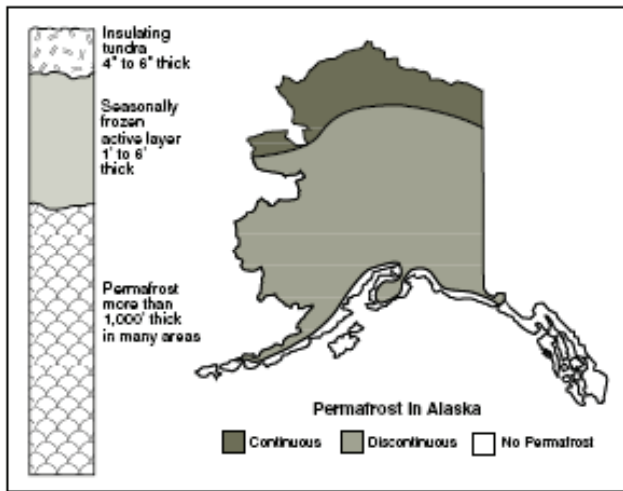 Insulating
tundra
4" to 6" thick
Seasonally
frozen
active layer
1' to 6'
thick
Permafrost
more than
1,000' thick
in many areas
Permafrost in Alaska
Continuous
Discontinuous
No Permafrost